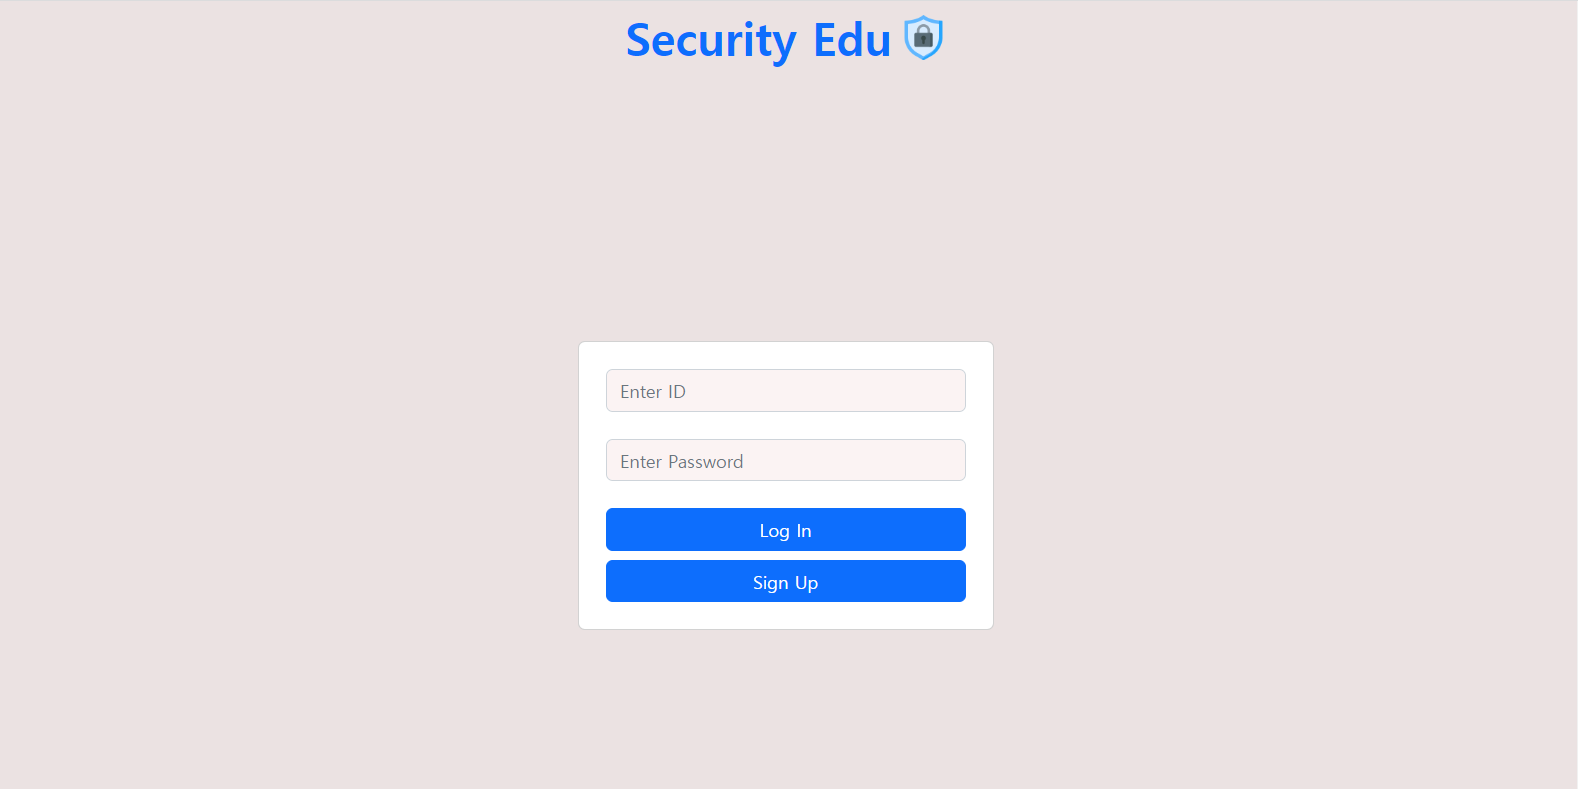 Security Edu
Enter ID
Enter Password
Log In
Sign Up